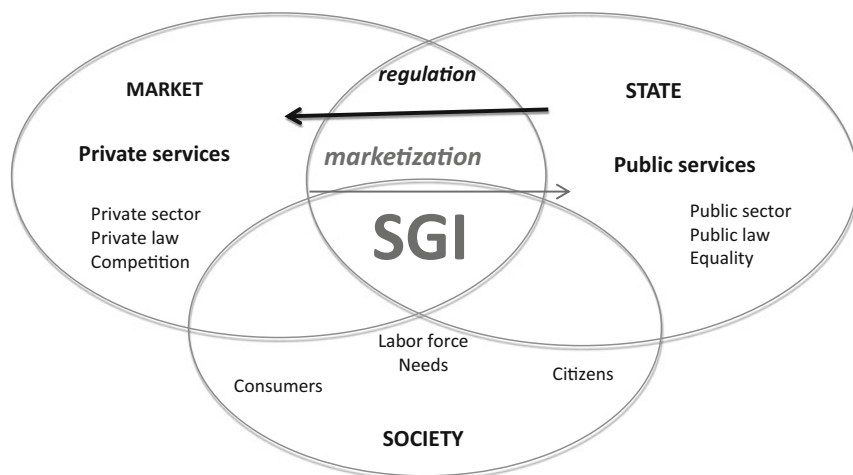 regulation
MARKET
STATE
marketization
Private services
Public services
Private sector
Private law
Competition
SGI
Public sector
Public law
Equality
Labor force
Needs
Consumers
Citizens
SOCIETY